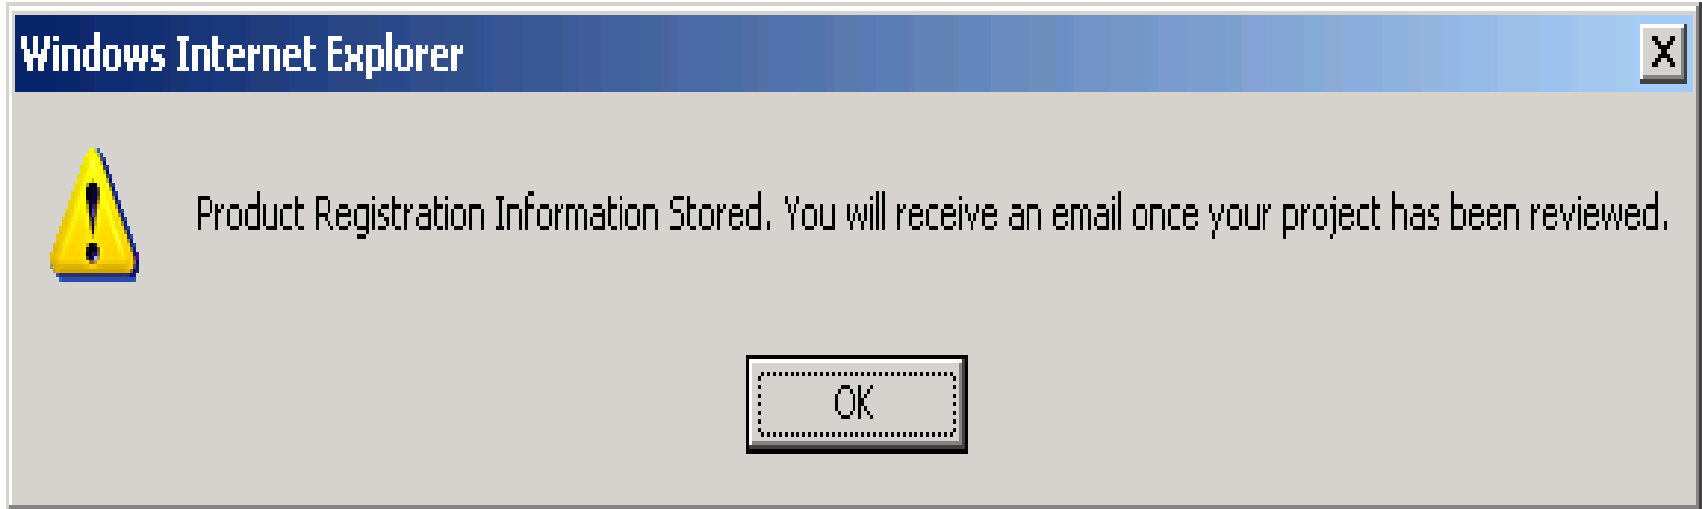 Windows Internet Explorer
X
Product Registration Information Stored. You will receive an email once your project has been reviewed.
OK